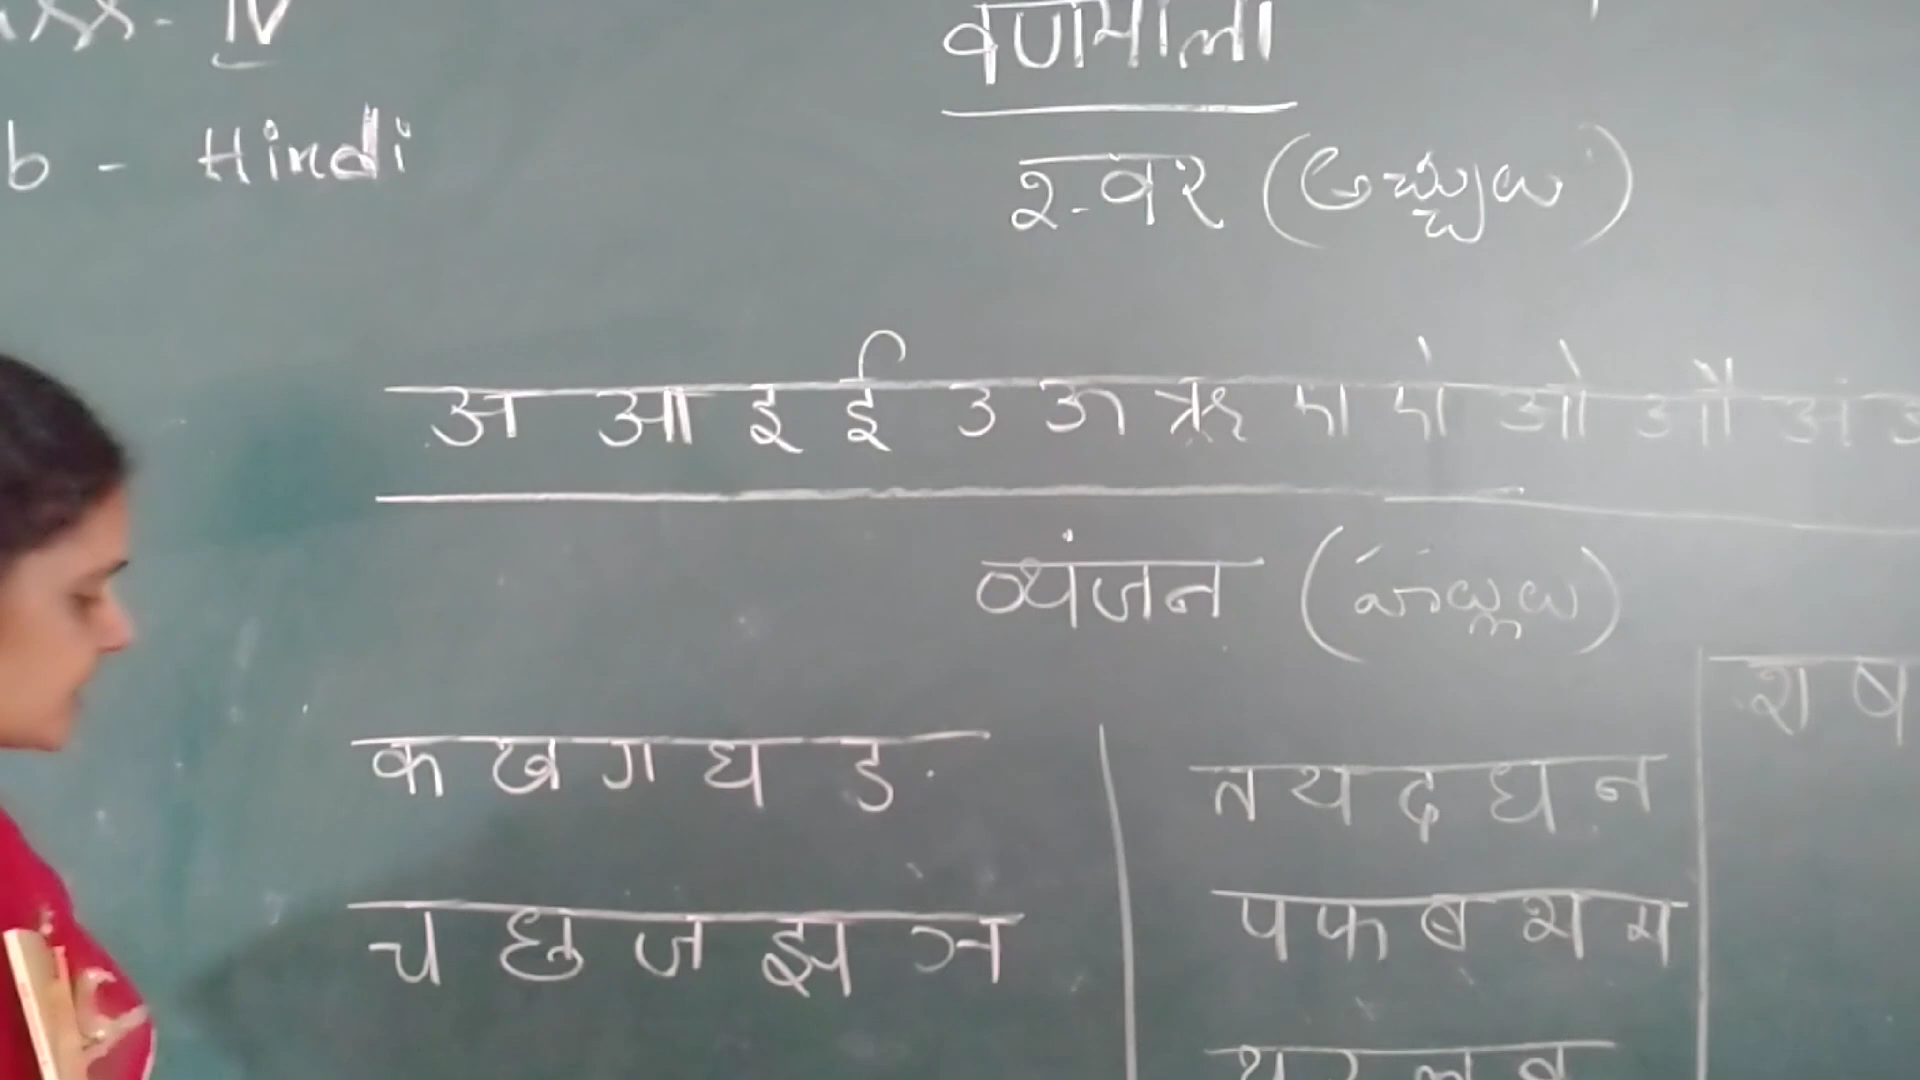 IV
वर्णमाला
b - Hindi
स्वर (అచ్చులు)
अ आ इ ई उ ऊ ऋ ए ऐ ओ औ अं
व्यंजन (హల్లులు)
क ख ग घ ङ
च छ ज झ ञ
त थ द ध न
प फ ब भ म
य र ल व
श ष